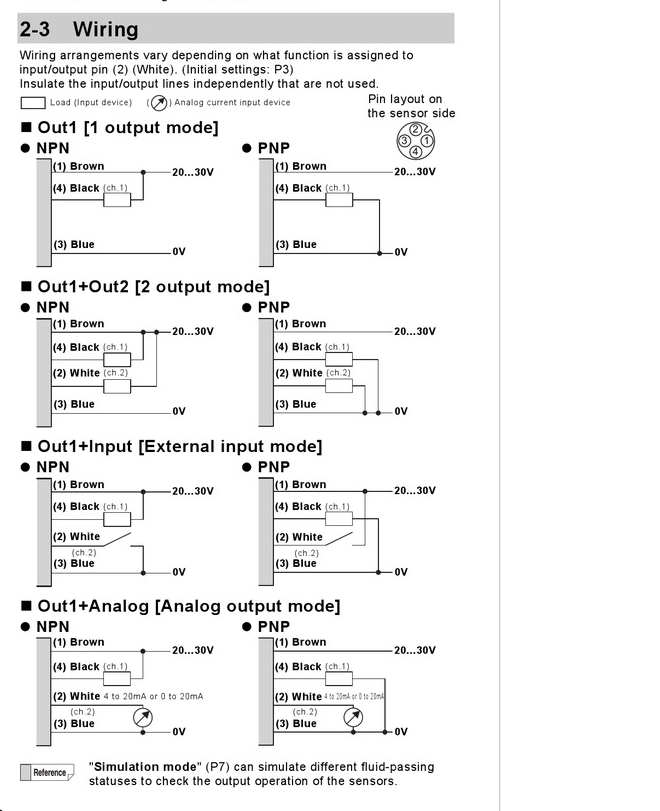 2-3 Wiring
Wiring arrangements vary depending on what function is assigned to
input/output pin (2) (White). (Initial settings: P3)
Insulate the input/output lines independently that are not used.
Load (Input device) ( ) Analog current input device
Pin layout on
the sensor side
2
3 1
4
■ Out1 [1 output mode]
● NPN
(1) Brown
20...30V
(4) Black (ch.1)
(3) Blue
0V
● PNP
(1) Brown
20...30V
(4) Black (ch.1)
(3) Blue
0V
■ Out1+Out2 [2 output mode]
● NPN
(1) Brown
20...30V
(4) Black (ch.1)
(2) White (ch.2)
(3) Blue
0V
● PNP
(1) Brown
20...30V
(4) Black (ch.1)
(2) White (ch.2)
(3) Blue
0V
■ Out1+Input [External input mode]
● NPN
(1) Brown
20...30V
(4) Black (ch.1)
(2) White
(ch.2)
(3) Blue
0V
● PNP
(1) Brown
20...30V
(4) Black (ch.1)
(2) White
(ch.2)
(3) Blue
0V
■ Out1+Analog [Analog output mode]
● NPN
(1) Brown
20...30V
(4) Black (ch.1)
(2) White 4 to 20mA or 0 to 20mA
(ch.2)
(3) Blue
0V
● PNP
(1) Brown
20...30V
(4) Black (ch.1)
(2) White 4 to 20mA or 0 to 20mA
(ch.2)
(3) Blue
0V
Reference
"Simulation mode" (P7) can simulate different fluid-passing
statuses to check the output operation of the sensors.